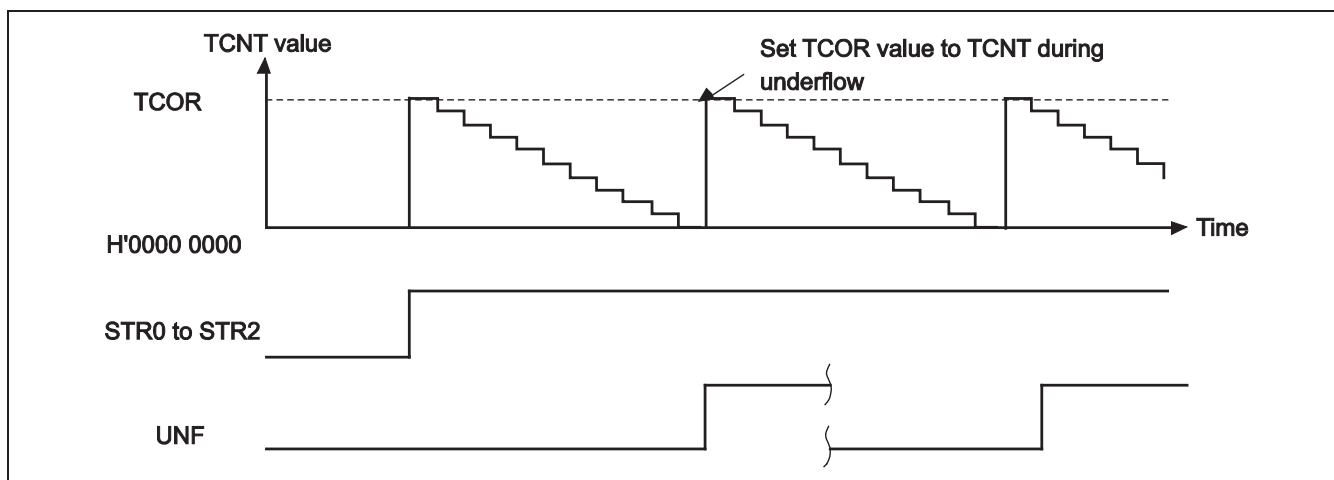 TCNT value
Set TCOR value to TCNT during
underflow
TCOR
Time
H'0000 0000
STR0 to STR2
UNF